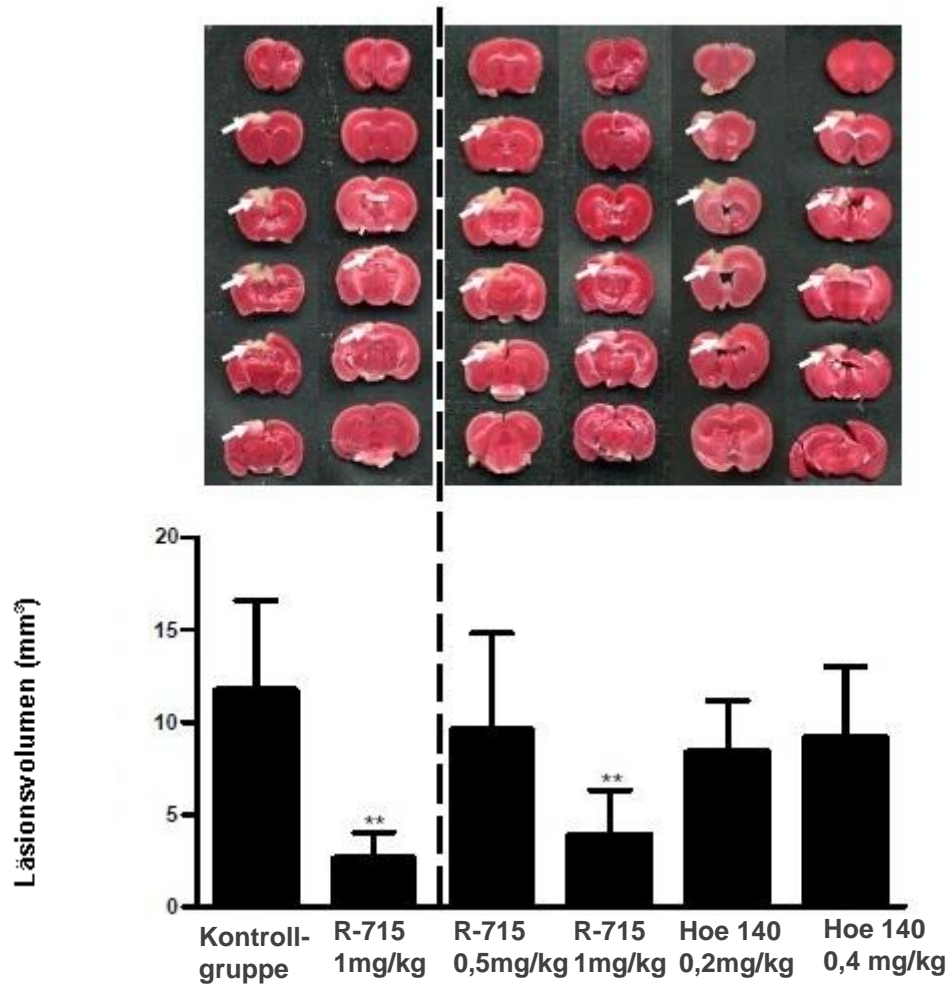 20
15
10
5
0
Läsionsvolumen (mm³)
**
**
Kontroll-
gruppe
R-715
1mg/kg
R-715
0,5mg/kg
R-715
1mg/kg
Hoe 140
0,2mg/kg
Hoe 140
0,4 mg/kg